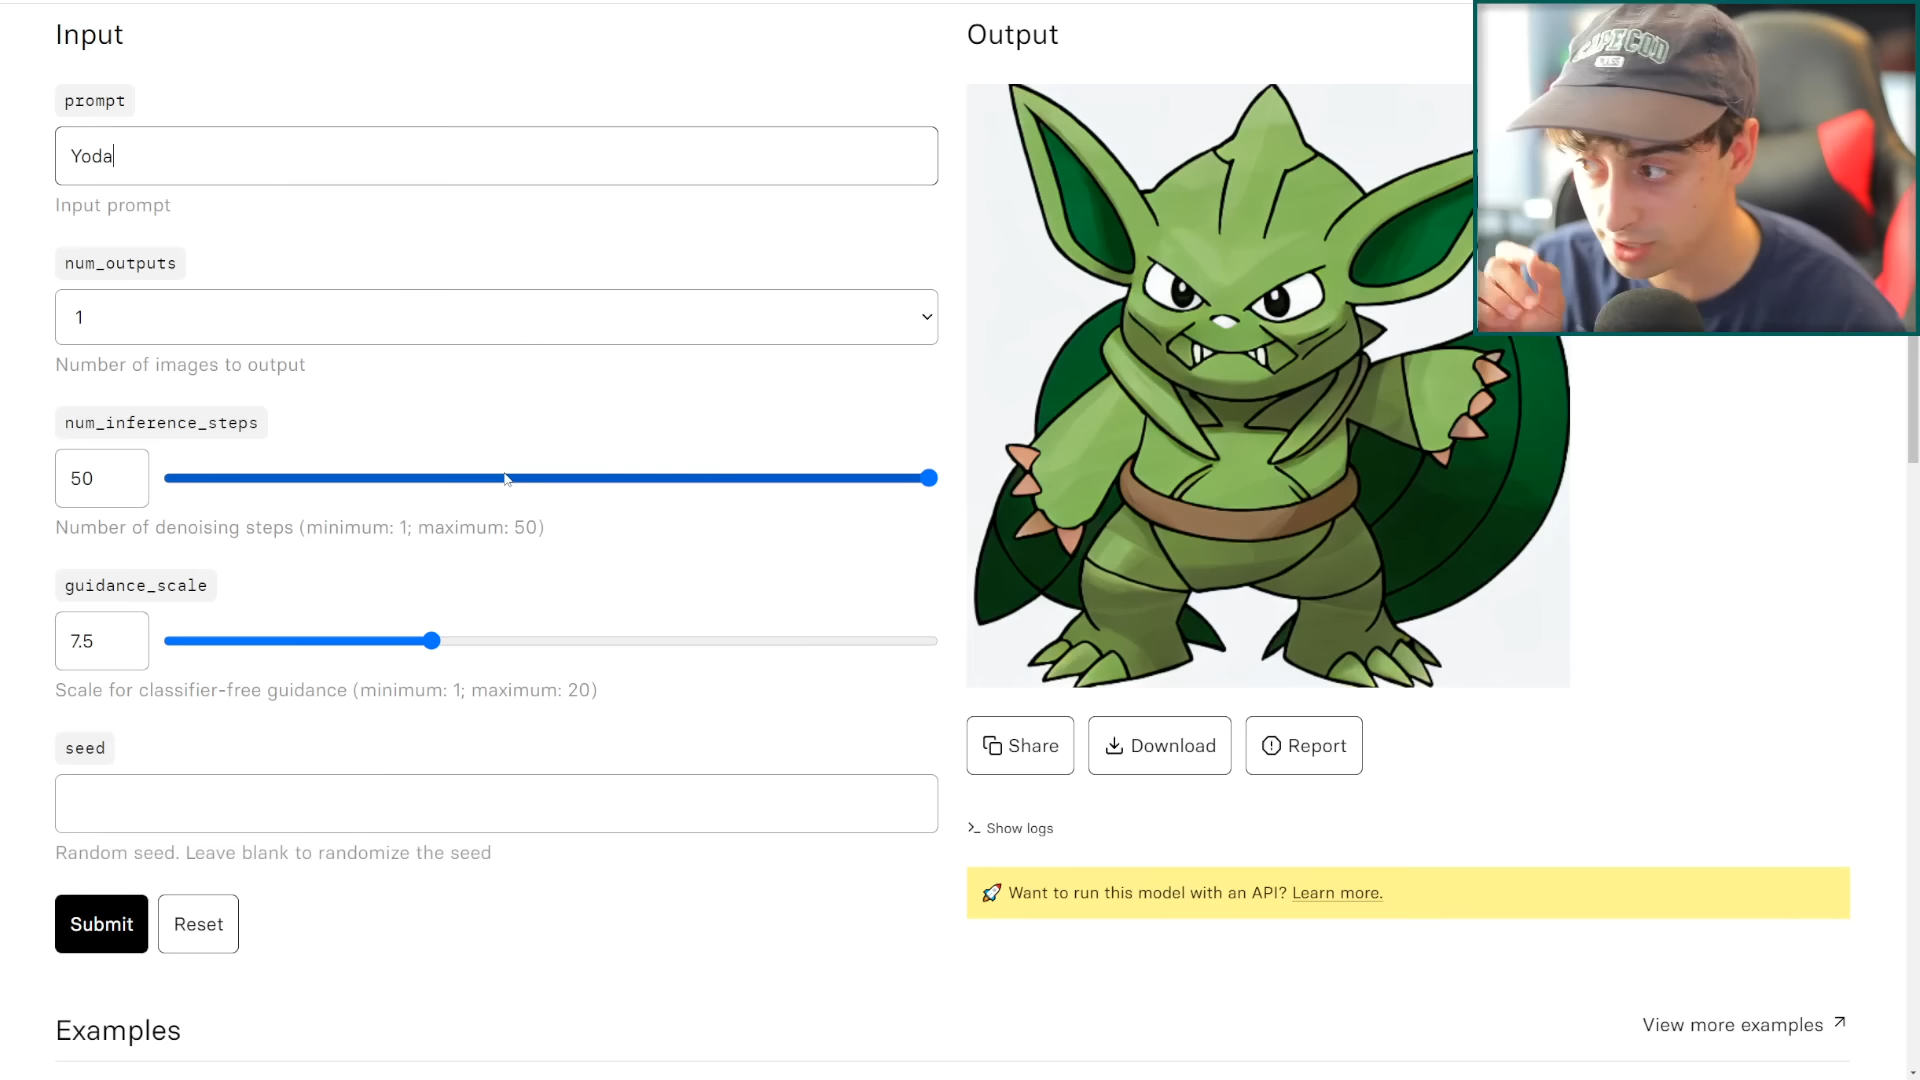 Input
prompt
Yoda
Input prompt
num_outputs
1
Number of images to output
num_inference_steps
50
Number of denoising steps (minimum: 1; maximum: 50)
guidance_scale
7.5
Scale for classifier-free guidance (minimum: 1; maximum: 20)
seed
Random seed. Leave blank to randomize the seed
Submit
Reset
Output
Share
Download
Report
Show logs
Want to run this model with an API? Learn more.
Examples
View more examples
COD